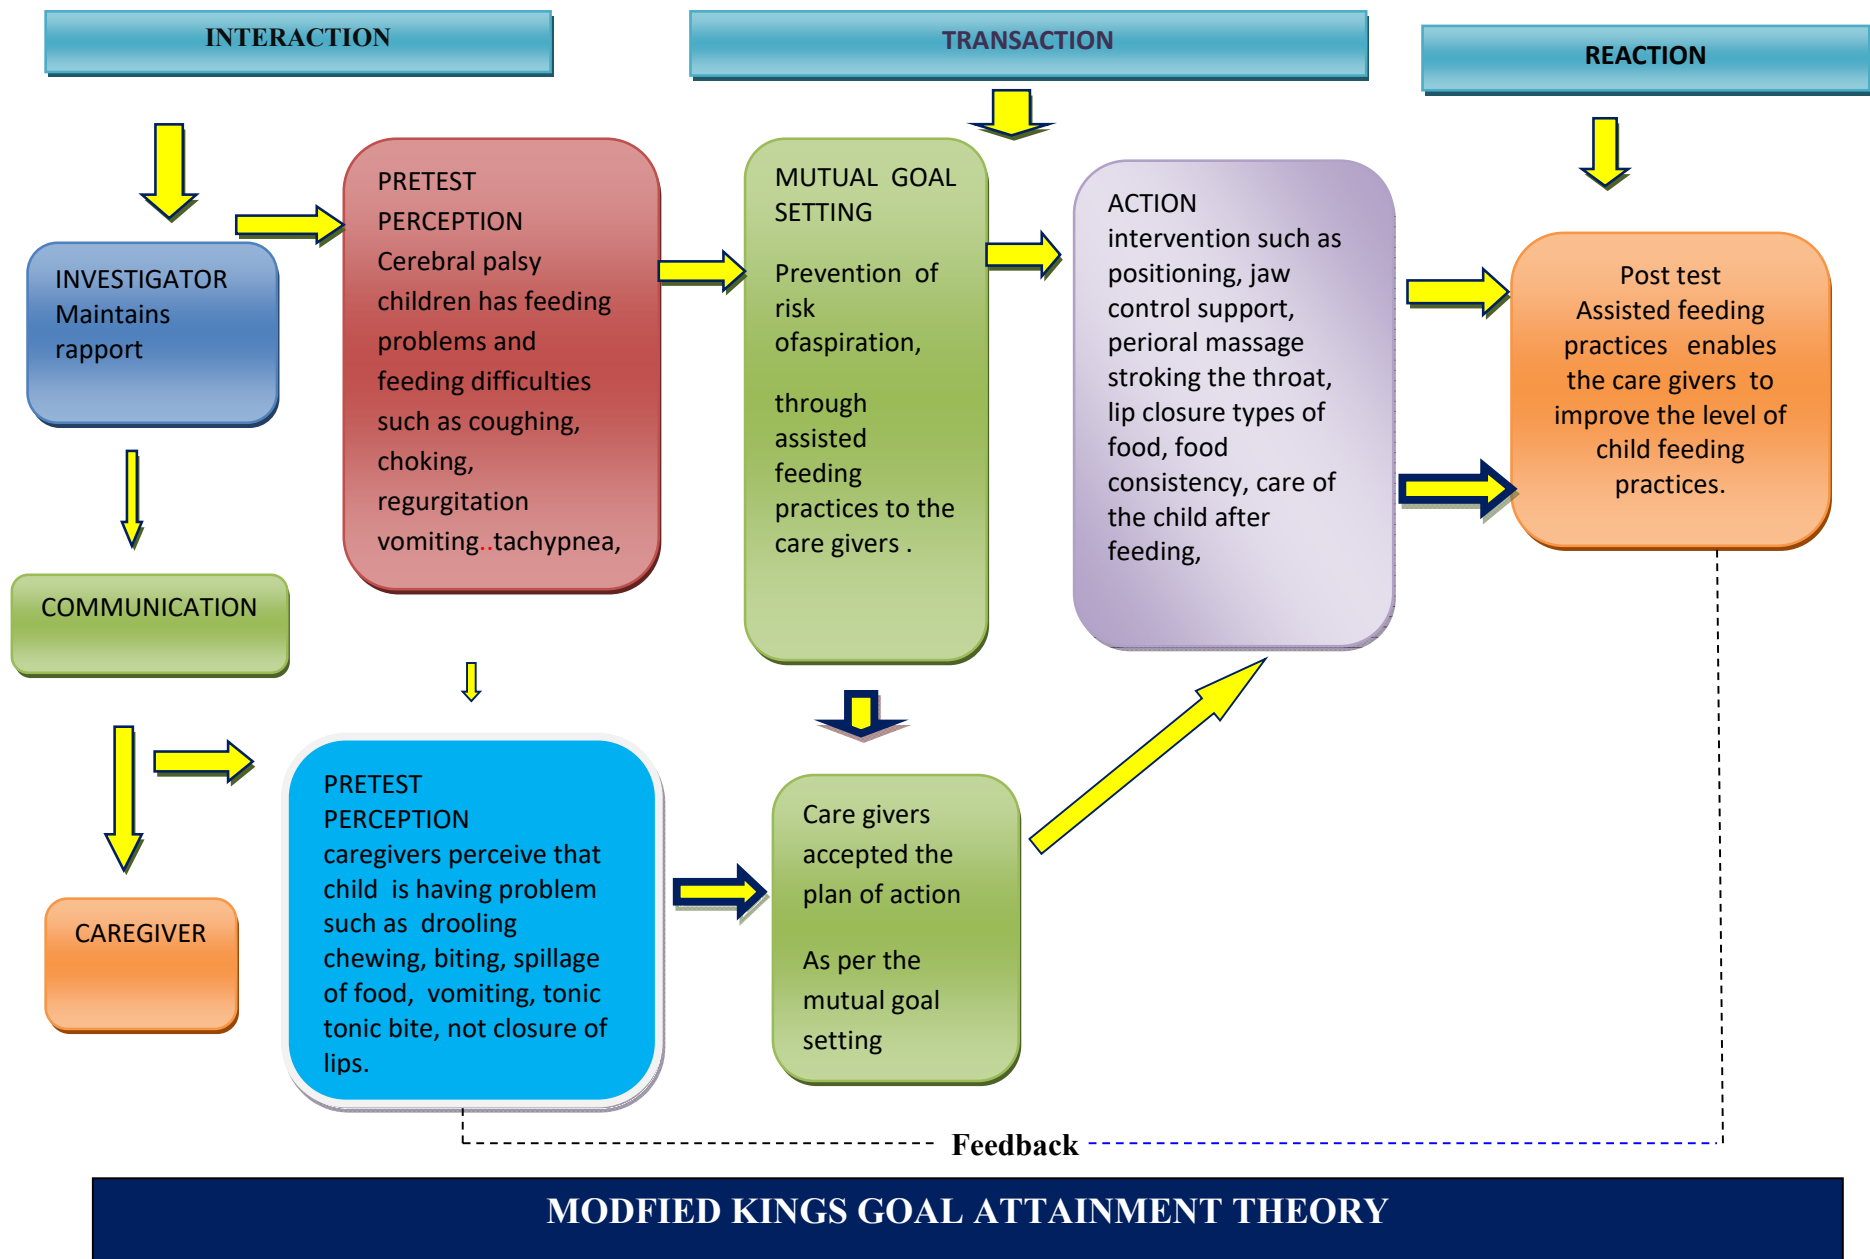 INTERACTION
TRANSACTION
REACTION
INVESTIGATOR
Maintains
rapport
COMMUNICATION
CAREGIVER
PRETEST
PERCEPTION
Cerebral palsy
children has feeding
problems and
feeding difficulties
such as coughing,
choking,
regurgitation
vomiting..tachypnea,
PRETEST
PERCEPTION
caregivers perceive that
child is having problem
such as drooling
chewing, biting, spillage
of food, vomiting, tonic
tonic bite, not closure of
lips.
MUTUAL GOAL
SETTING
Prevention of
risk
ofaspiration,
through
assisted
feeding
practices to the
care givers .
Care givers
accepted the
plan of action
As per the
mutual goal
setting
ACTION
intervention such as
positioning, jaw
control support,
perioral massage
stroking the throat,
lip closure types of
food, food
consistency, care of
the child after
feeding,
Post test
Assisted feeding
practices enables
the care givers to
improve the level of
child feeding
practices.
Feedback
MODFIED KINGS GOAL ATTAINMENT THEORY